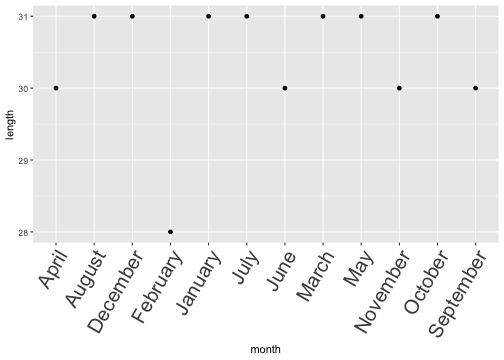 31
30
29
28
length
April
August
December
February
January
July
June
March
May
November
October
September
month